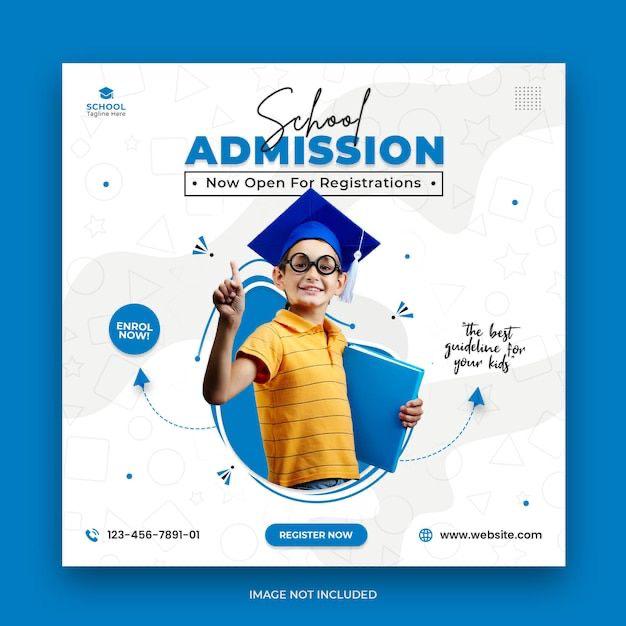 SCHOOL
Tagline Here
School
ADMISSION
• Now Open For Registrations •
ENROL
NOW!
"the best
guideline for
your kids"
123-456-7891-01
REGISTER NOW
www.website.com
IMAGE NOT INCLUDED